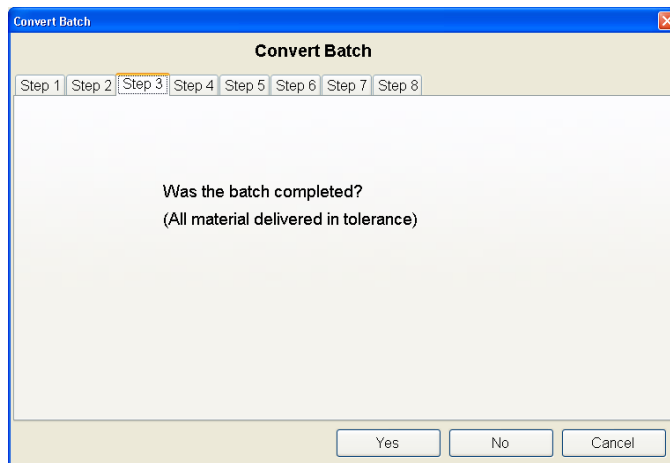 Convert Batch
Convert Batch
Step 1 Step 2 Step 3 Step 4 Step 5 Step 6 Step 7 Step 8
Was the batch completed?
(All material delivered in tolerance)
Yes No Cancel